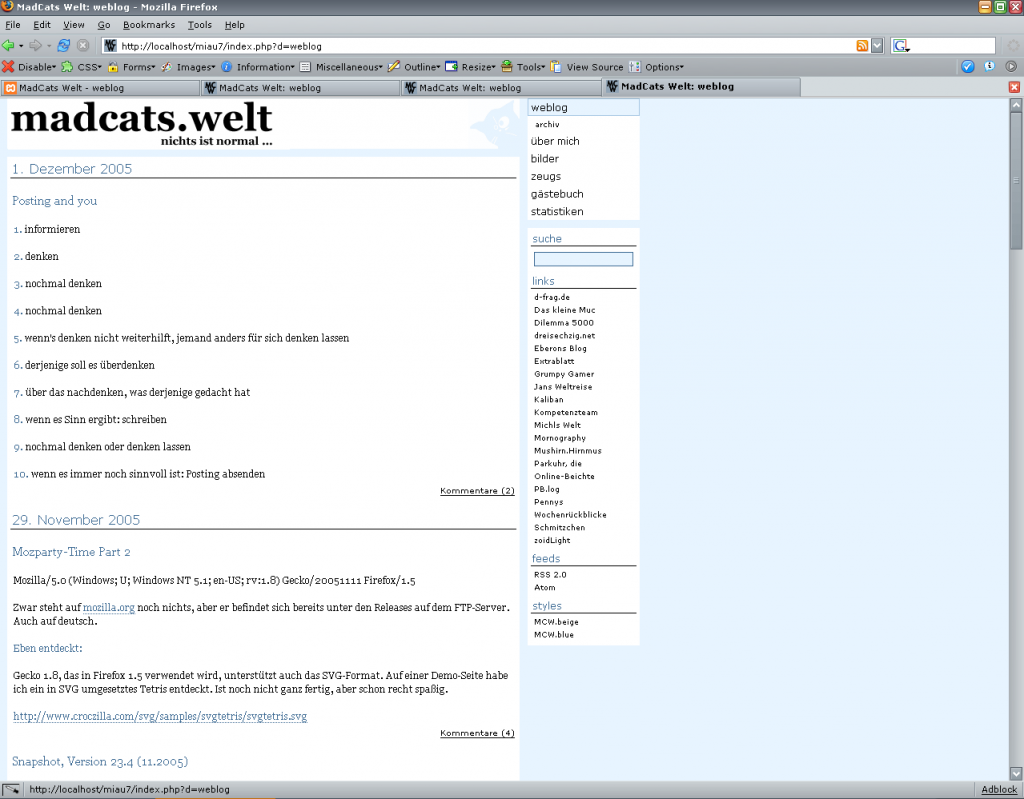 MadCats Welt: weblog - Mozilla Firefox
File Edit View Go Bookmarks Tools Help
http://localhost/miau7/index.php?d=weblog
G
Disable CSS Forms Images Information Miscellaneous Outline Resize Tools View Source Options
MadCats Welt - weblog
MadCats Welt: weblog
MadCats Welt: weblog
MadCats Welt: weblog
madcats.welt
nichts ist normal ...
1. Dezember 2005
Posting and you
1. informieren
2. denken
3. nochmal denken
4. nochmal denken
5. wenn's denken nicht weiterhilft, jemand anders für sich denken lassen
6. derjenige soll es überdenken
7. über das nachdenken, was derjenige gedacht hat
8. wenn es Sinn ergibt: schreiben
9. nochmal denken oder denken lassen
10. wenn es immer noch sinnvoll ist: Posting absenden
Kommentare (2)
29. November 2005
Mozparty-Time Part 2
Mozilla/5.0 (Windows; U; Windows NT 5.1; en-US; rv:1.8) Gecko/20051111 Firefox/1.5
Zwar steht auf mozilla.org noch nichts, aber er befindet sich bereits unter den Releases auf dem FTP-Server.
Auch auf deutsch.
Eben entdeckt:
Gecko 1.8, das in Firefox 1.5 verwendet wird, unterstützt auch das SVG-Format. Auf einer Demo-Seite habe
ich ein in SVG umgesetztes Tetris entdeckt. Ist noch nicht ganz fertig, aber schon recht spaßig.
http://www.croczilla.com/svg/samples/svgtetris/svgtetris.svg
Kommentare (4)
Snapshot, Version 23.4 (11.2005)
weblog
archiv
über mich
bilder
zeugs
gästebuch
statistiken
suche
links
d-frag.de
Das kleine Muc
Dilemma 5000
dreisechzig.net
Eberons Blog
Extrablatt
Grumpy Gamer
Jans Weltreise
Kaliban
Kompetenzteam
Michls Welt
Mornography
Mushirn.Hirnmus
Parkuhr, die
Online-Beichte
PB.log
Pennys
Wochenrückblicke
Schmitzchen
zoidLight
feeds
RSS 2.0
Atom
styles
MCW.beige
MCW.blue
http://localhost/miau7/index.php?d=weblog
Adblock